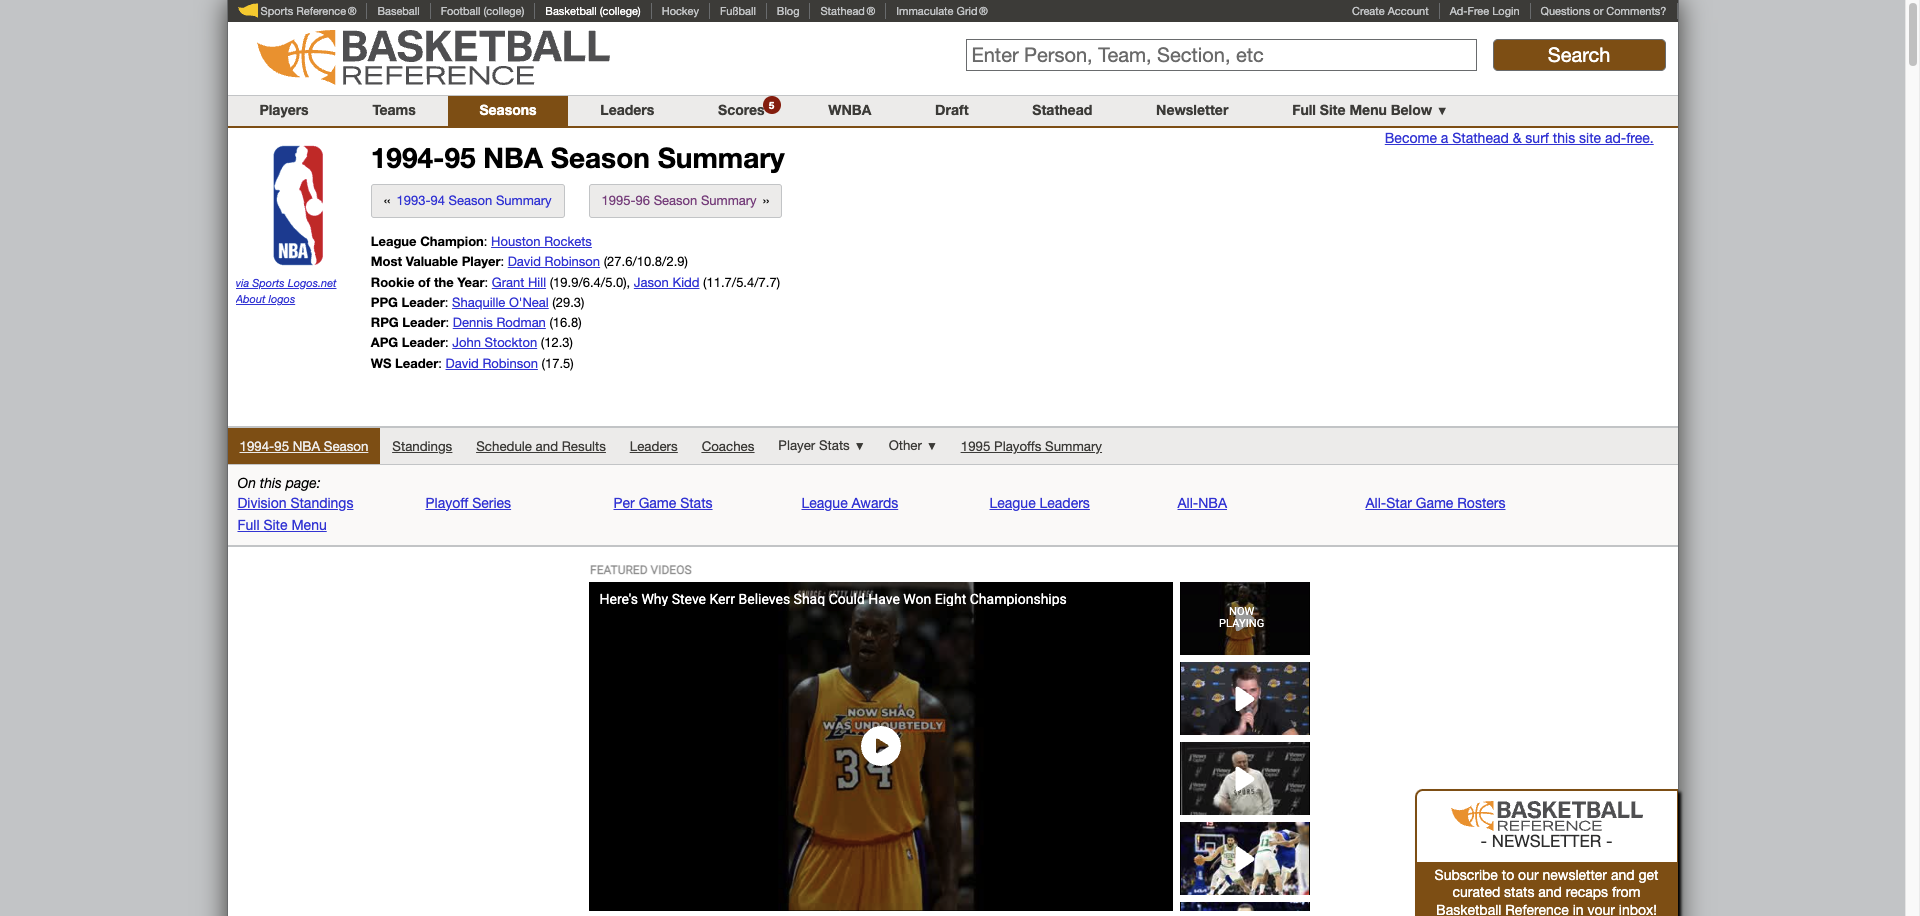 Sports Reference®
Baseball
Football (college)
Basketball (college)
Hockey
Fußball
Blog
Stathead®
Immaculate Grid®
Create Account
Ad-Free Login
Questions or Comments?
BASKETBALL
REFERENCE
Enter Person, Team, Section, etc
Search
Players
Teams
Seasons
Leaders
Scores 5
WNBA
Draft
Stathead
Newsletter
Full Site Menu Below ▼
Become a Stathead & surf this site ad-free.
NBA
via Sports Logos.net
About logos
1994-95 NBA Season Summary
« 1993-94 Season Summary
1995-96 Season Summary »
League Champion: Houston Rockets
Most Valuable Player: David Robinson (27.6/10.8/2.9)
Rookie of the Year: Grant Hill (19.9/6.4/5.0), Jason Kidd (11.7/5.4/7.7)
PPG Leader: Shaquille O'Neal (29.3)
RPG Leader: Dennis Rodman (16.8)
APG Leader: John Stockton (12.3)
WS Leader: David Robinson (17.5)
1994-95 NBA Season
Standings
Schedule and Results
Leaders
Coaches
Player Stats ▼
Other ▼
1995 Playoffs Summary
On this page:
Division Standings
Playoff Series
Per Game Stats
League Awards
League Leaders
All-NBA
All-Star Game Rosters
Full Site Menu
FEATURED VIDEOS
Here's Why Steve Kerr Believes Shaq Could Have Won Eight Championships
NOW SHAQ
WAS UNDOUBTEDLY
34
NOW
PLAYING
SPURS
BASKETBALL
REFERENCE
- NEWSLETTER -
Subscribe to our newsletter and get
curated stats and recaps from
Basketball Reference in your inbox!